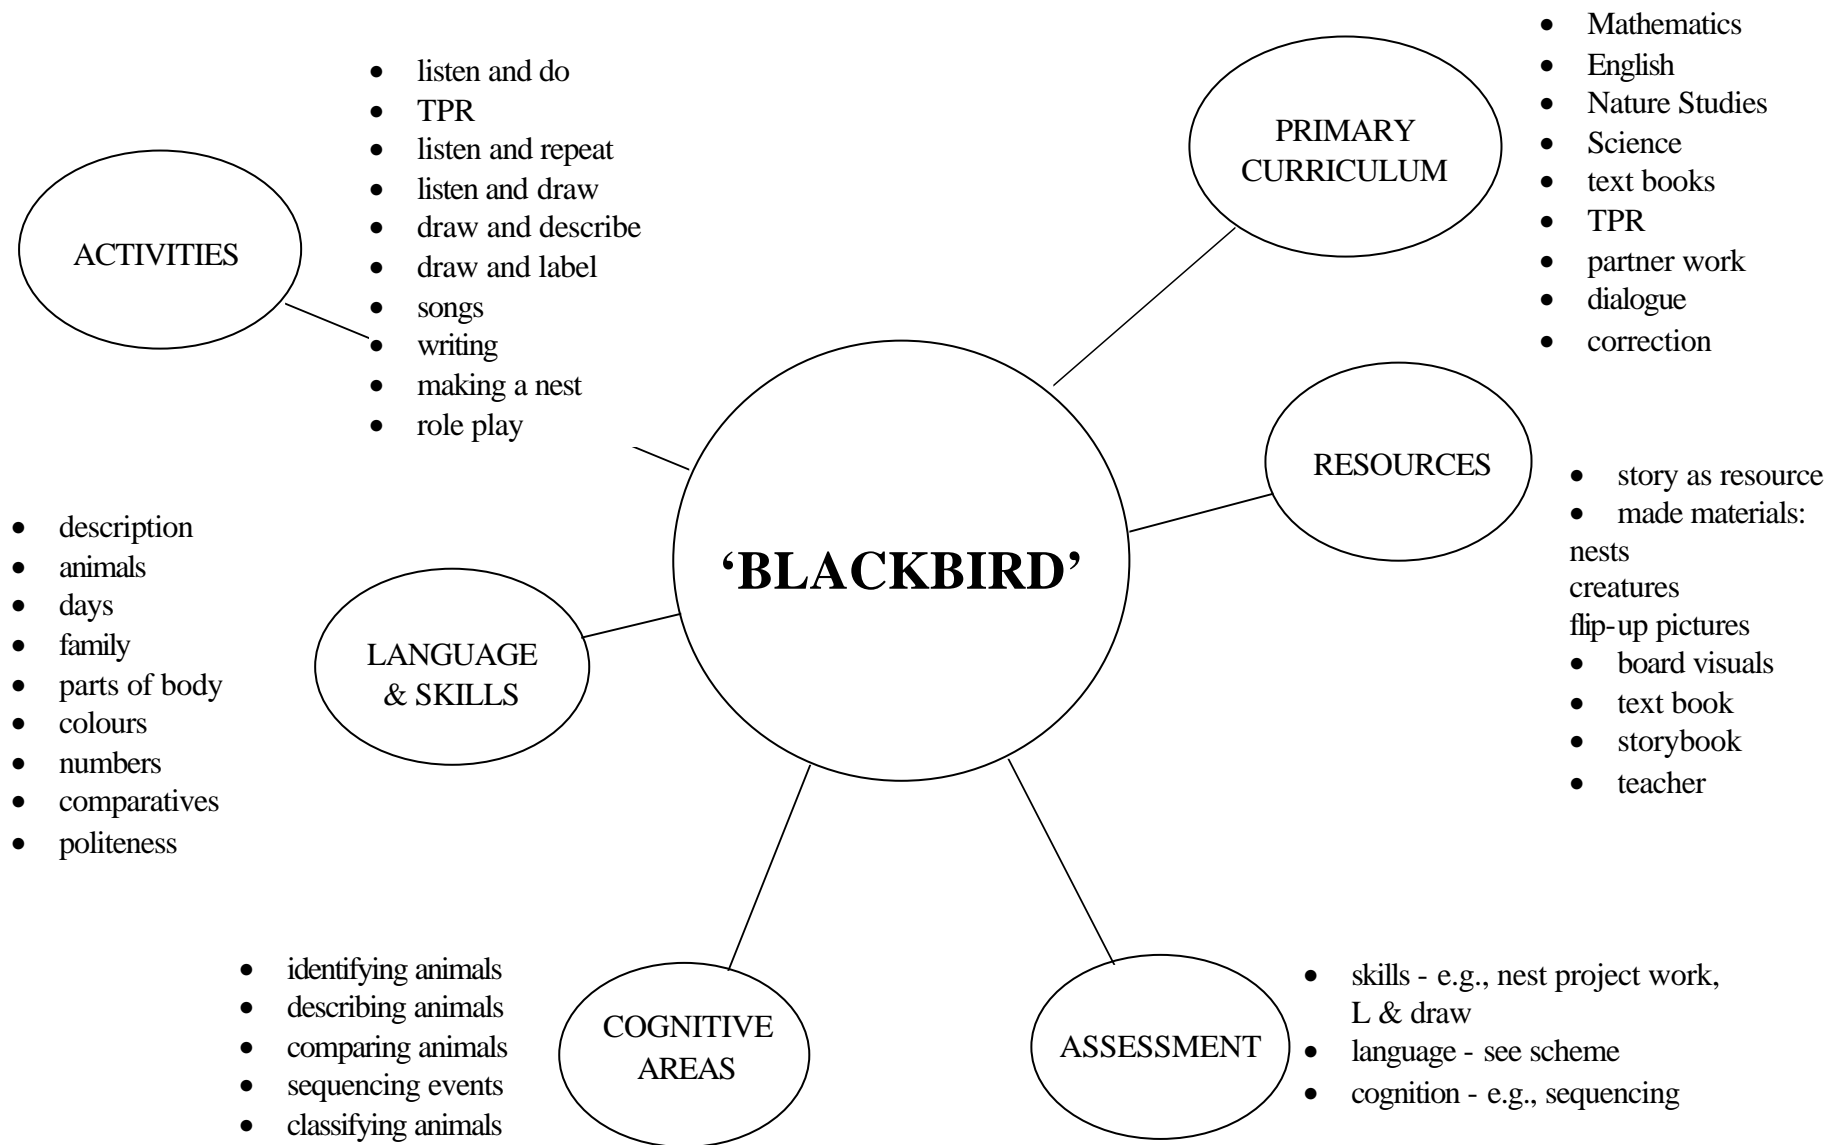 ACTIVITIES
• listen and do
• TPR
• listen and repeat
• listen and draw
• draw and describe
• draw and label
• songs
• writing
• making a nest
• role play
PRIMARY
CURRICULUM
• Mathematics
• English
• Nature Studies
• Science
• text books
• TPR
• partner work
• dialogue
• correction
RESOURCES
• story as resource
• made materials:
nests
creatures
flip-up pictures
• board visuals
• text book
• storybook
• teacher
‘BLACKBIRD’
• description
• animals
• days
• family
• parts of body
• colours
• numbers
• comparatives
• politeness
LANGUAGE
& SKILLS
• identifying animals
• describing animals
• comparing animals
• sequencing events
• classifying animals
COGNITIVE
AREAS
ASSESSMENT
• skills - e.g., nest project work,
L & draw
• language - see scheme
• cognition - e.g., sequencing